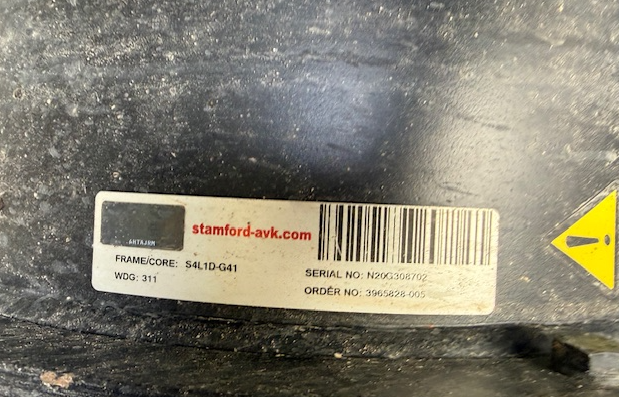 stamford-avk.com
FRAME/CORE: S4L1D-G41
WDG: 311
SERIAL NO: N20G308702
ORDER NO: 3965828-005